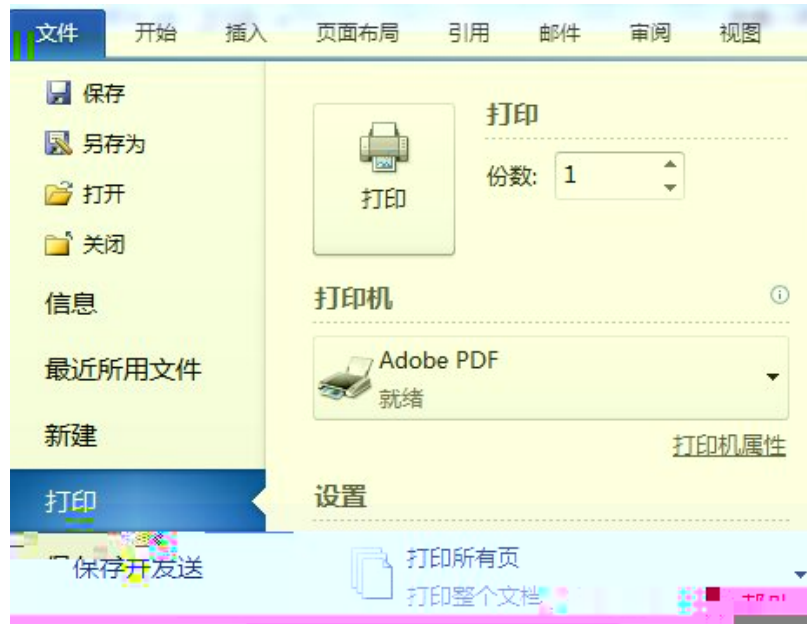 文件 开始 插入 页面布局 引用 邮件 审阅 视图
保存
另存为
打开
关闭
信息
最近所用文件
新建
打印
保存并发送
打印
打印
份数: 1
打印机
Adobe PDF
就绪
打印机属性
设置
打印所有页
打印整个文档